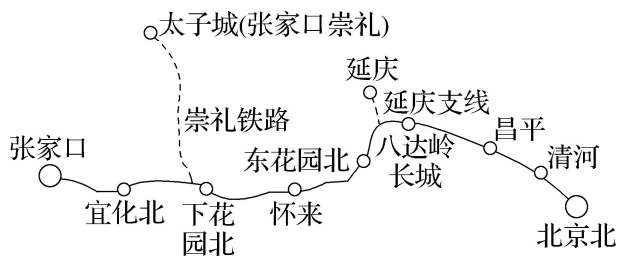 太子城(张家口崇礼)
延庆
延庆支线
崇礼铁路
昌平
张家口
东花园北
八达岭
长城
清河
宜化北
下花
园北
怀来
北京北